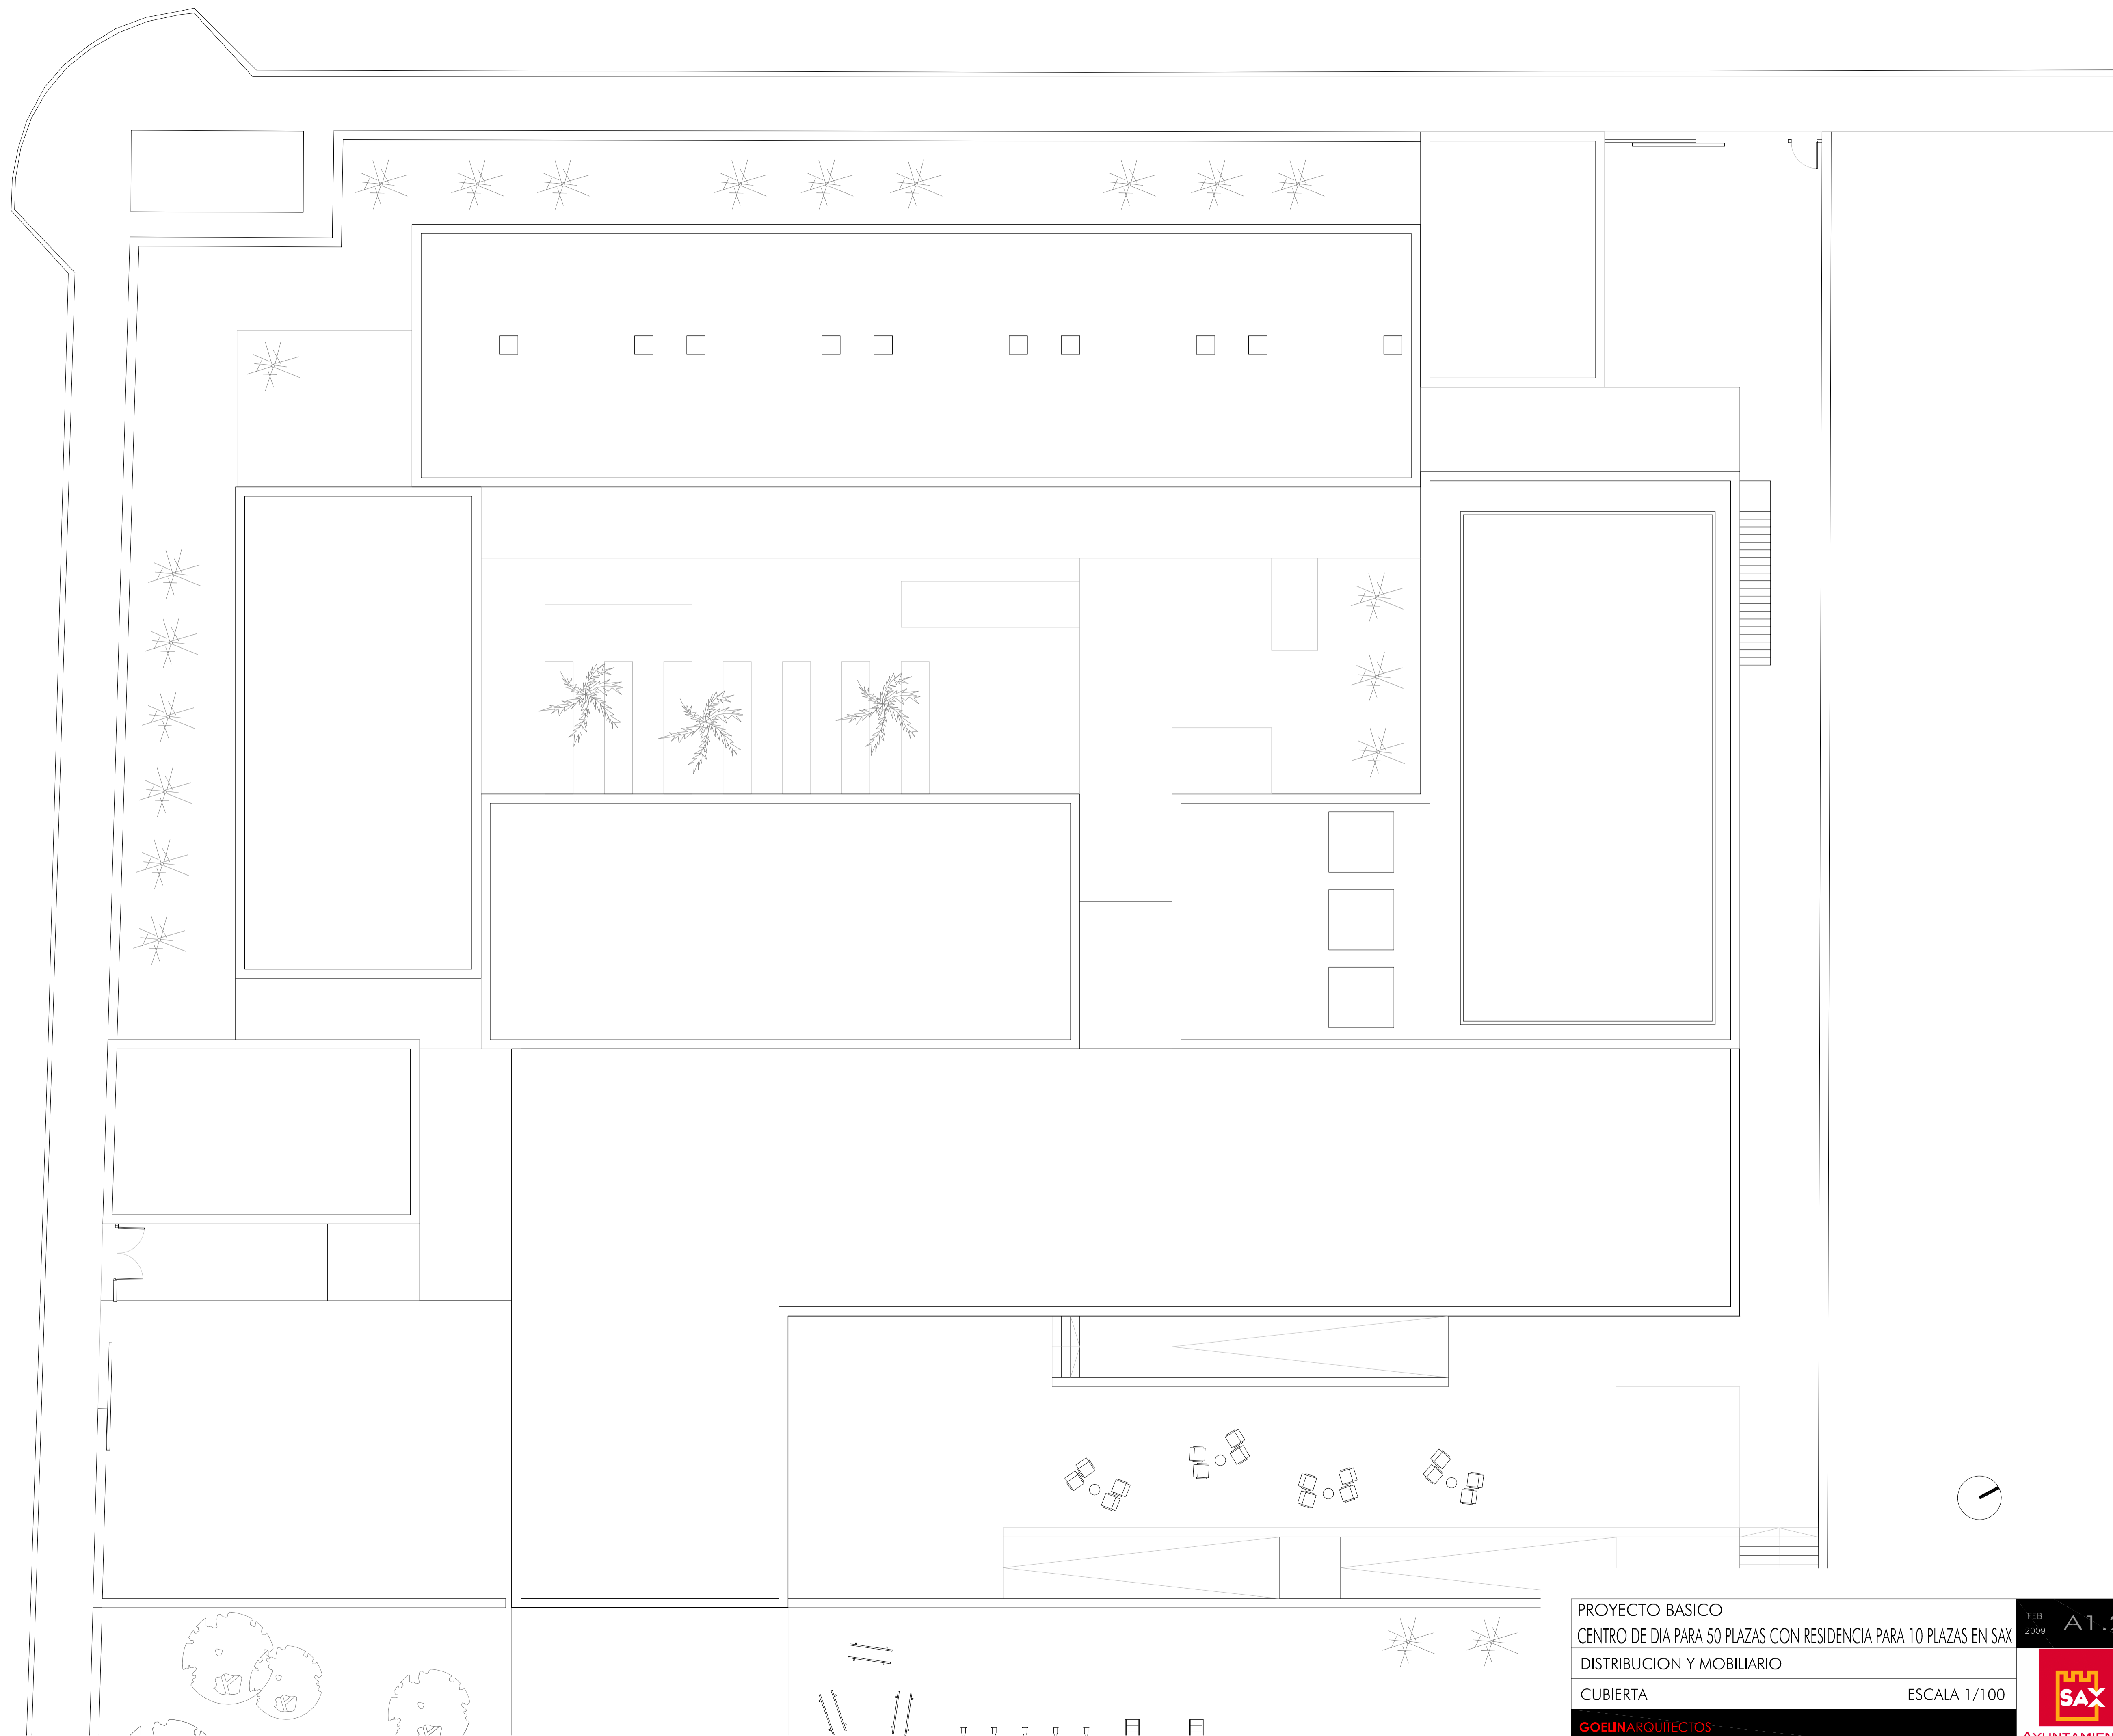 PROYECTO BASICO
CENTRO DE DIA PARA 50 PLAZAS CON RESIDENCIA PARA 10 PLAZAS EN SAX
FEB
2009
DISTRIBUCION Y MOBILIARIO
CUBIERTA
ESCALA 1/100
SAX
GOELINARQUITECTOS